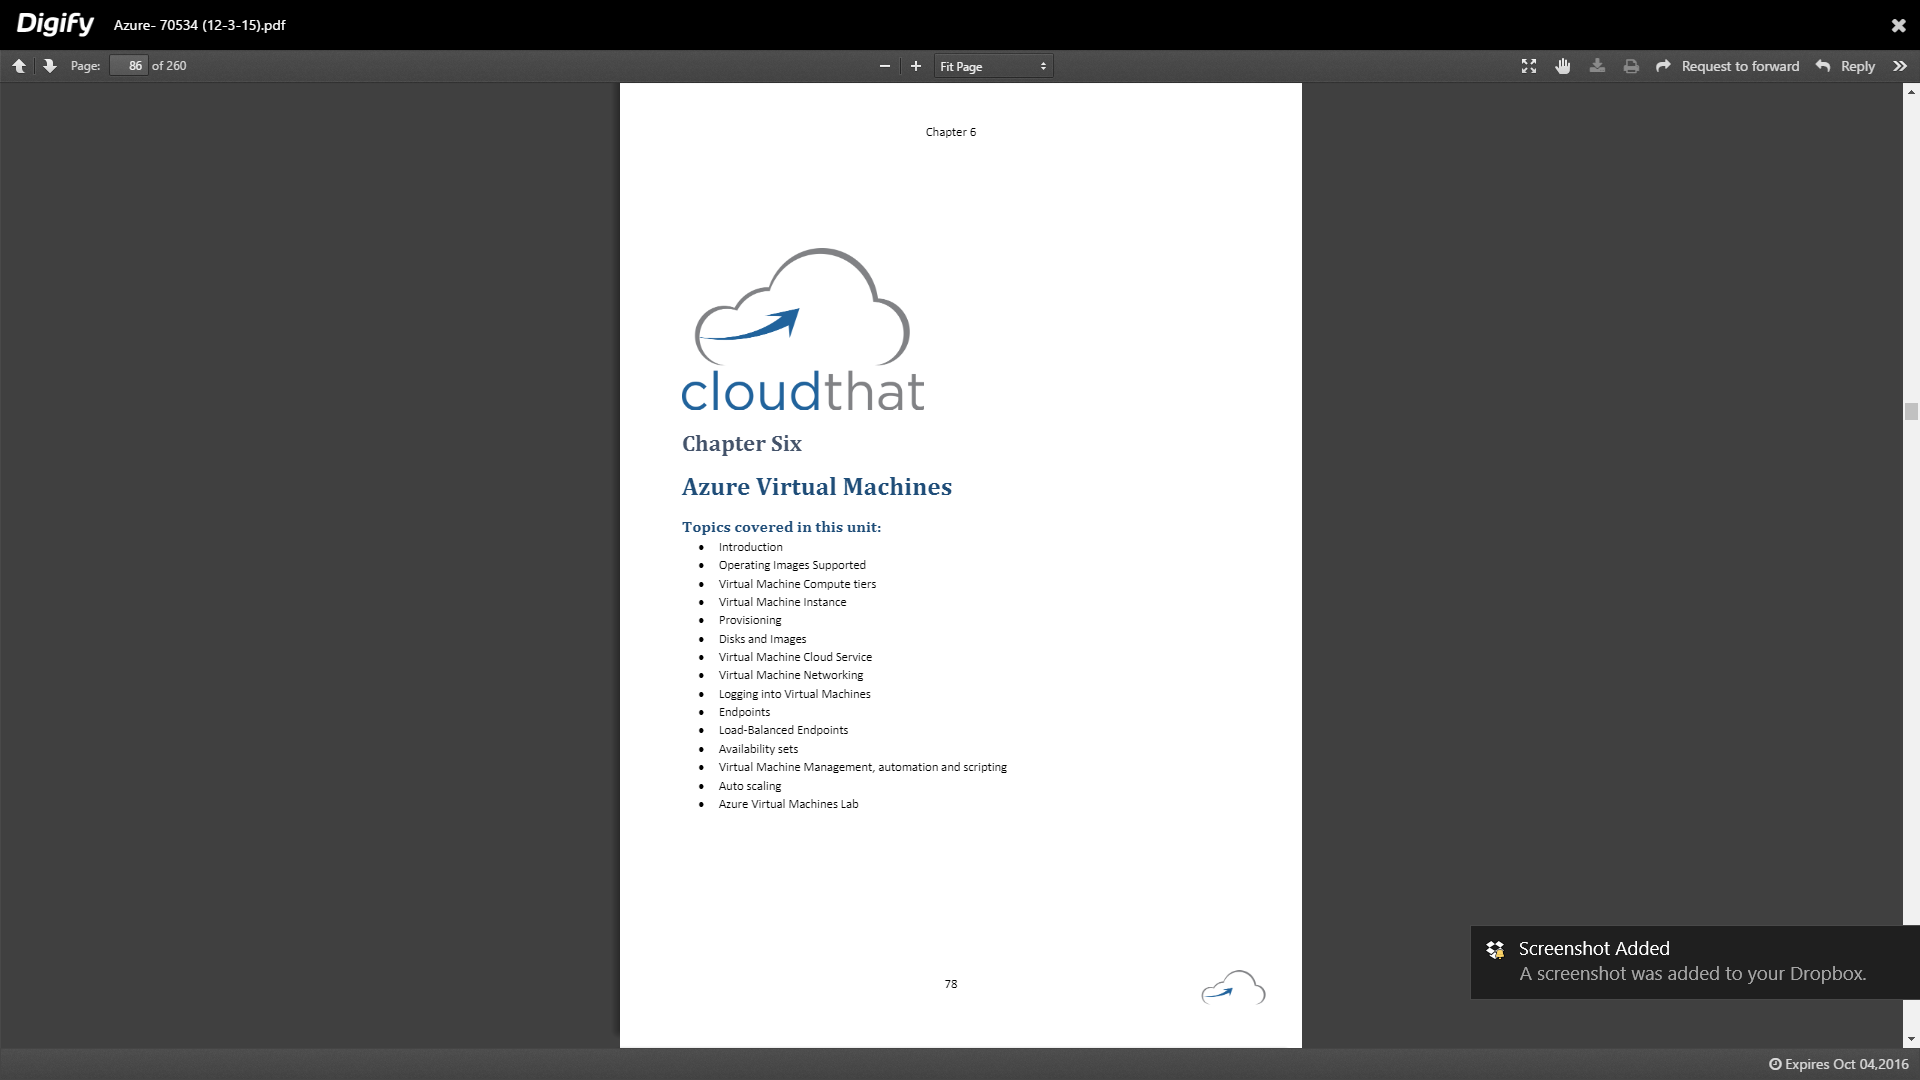 Digify Azure- 70534 (12-3-15).pdf
Page: 86 of 260 Fit Page Request to forward Reply
Chapter 6
cloudthat
Chapter Six
Azure Virtual Machines
Topics covered in this unit:
• Introduction
• Operating Images Supported
• Virtual Machine Compute tiers
• Virtual Machine Instance
• Provisioning
• Disks and Images
• Virtual Machine Cloud Service
• Virtual Machine Networking
• Logging into Virtual Machines
• Endpoints
• Load-Balanced Endpoints
• Availability sets
• Virtual Machine Management, automation and scripting
• Auto scaling
• Azure Virtual Machines Lab
78
Screenshot Added
A screenshot was added to your Dropbox.
Expires Oct 04,2016